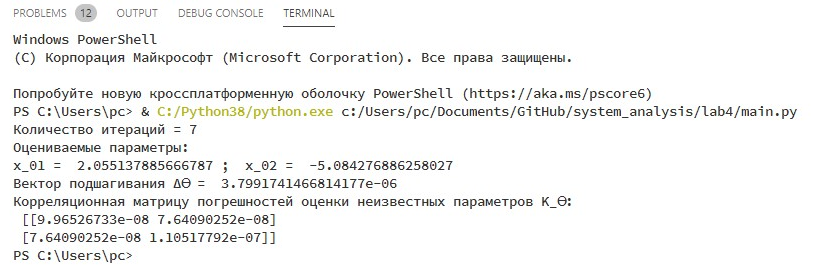 PROBLEMS 12 OUTPUT DEBUG CONSOLE TERMINAL
Windows PowerShell
(C) Корпорация Майкрософт (Microsoft Corporation). Все права защищены.
Попробуйте новую кроссплатформенную оболочку PowerShell (https://aka.ms/pscore6)
PS C:\Users\pc> & C:/Python38/python.exe c:/Users/pc/Documents/GitHub/system_analysis/lab4/main.py
Количество итераций = 7
Оцениваемые параметры:
x_01 =  2.055137885666787 ;  x_02 =  -5.084276886258027
Вектор подшагивания ΔѲ =  3.7991741466814177e-06
Корреляционная матрицу погрешностей оценки неизвестных параметров K_Ѳ:
[[9.96526733e-08 7.64090252e-08]
[7.64090252e-08 1.10517792e-07]]
PS C:\Users\pc>